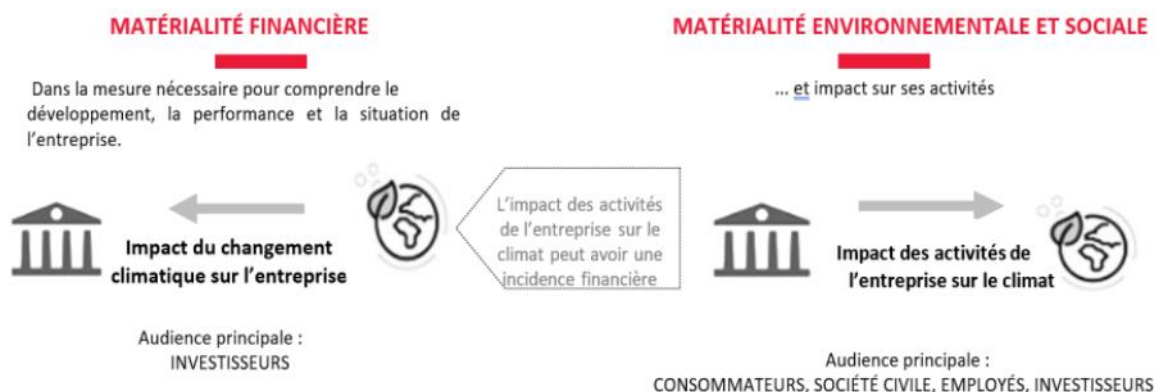 MATÉRIALITÉ FINANCIÈRE
Dans la mesure nécessaire pour comprendre le
développement, la performance et la situation de
l'entreprise.
Impact du changement
climatique sur l'entreprise
Audience principale :
INVESTISSEURS
L'impact des activités
de l'entreprise sur le
climat peut avoir une
incidence financière
MATÉRIALITÉ ENVIRONNEMENTALE ET SOCIALE
... et impact sur ses activités
Impact des activités de
l'entreprise sur le climat
Audience principale :
CONSOMMATEURS, SOCIÉTÉ CIVILE, EMPLOYÉS, INVESTISSEURS